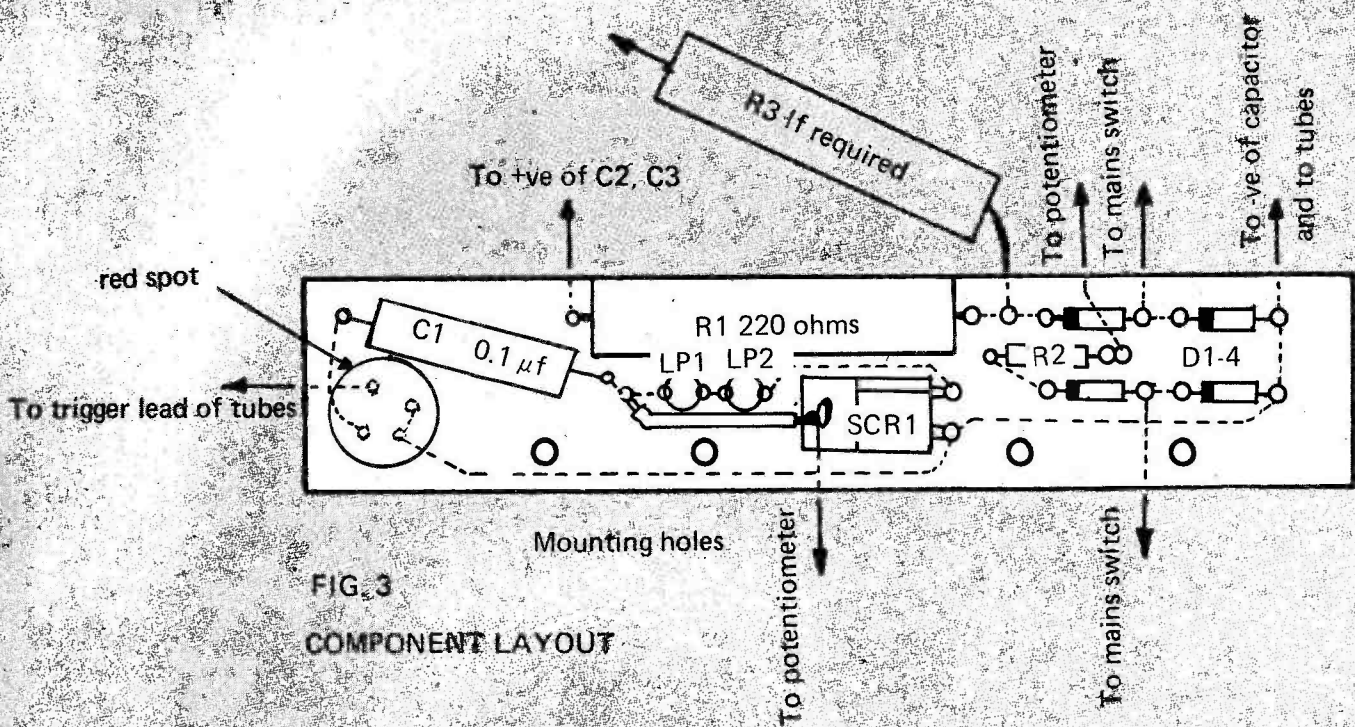 R3 If required
To potentiometer
To mains switch
To -ve of capacitor
and to tubes
To +ve of C2, C3
red spot
C1 0.1 μf
R1 220 ohms
LP1 LP2
R2
D1-4
To trigger lead of tubes
SCR1
Mounting holes
To potentiometer
To mains switch
FIG. 3
COMPONENT LAYOUT